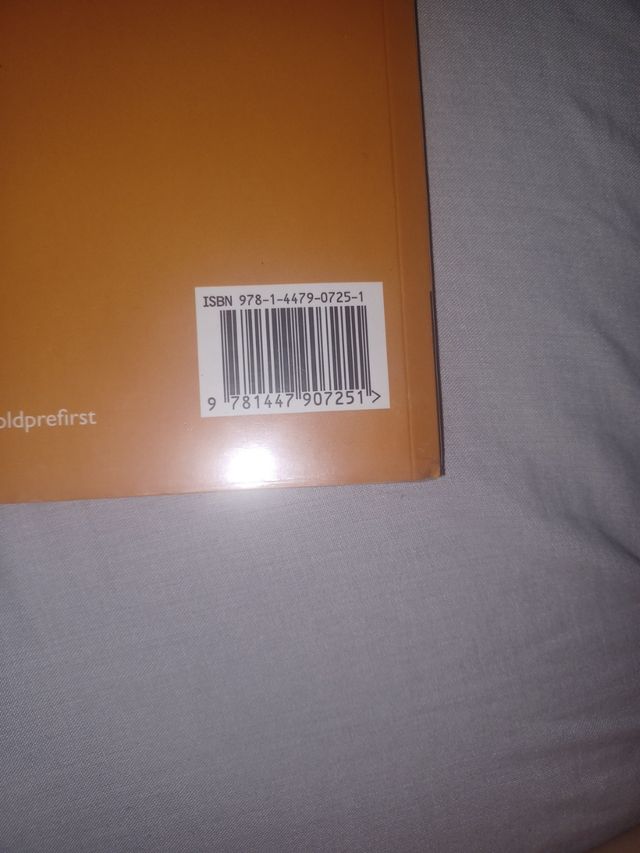 ISBN 978-1-4479-0725-1
9 781447 907251 >
oldprefirst